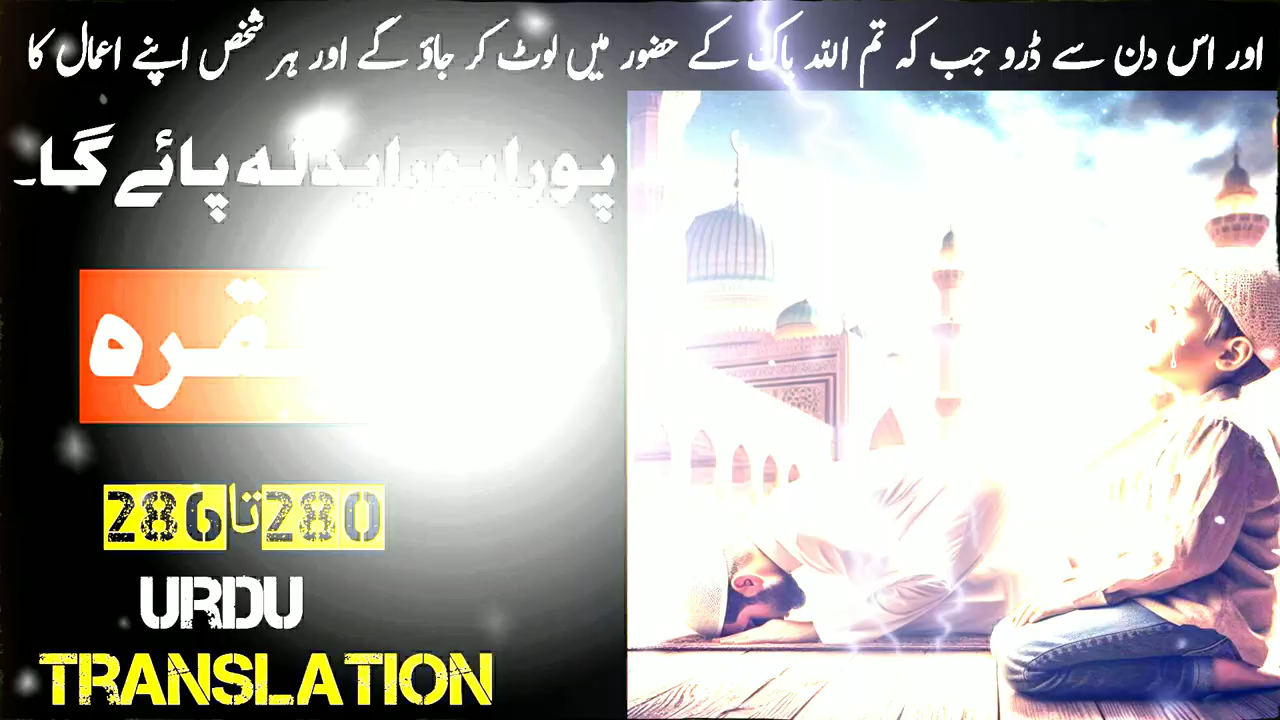 اور اس دن سے ڈرو جب کہ تم اللہ پاک کے حضور میں لوٹ کر جاؤ گے اور ہر شخص اپنے اعمال کا
پورا پورا بدلہ پائے گا۔
280 تا 286
URDU
TRANSLATION